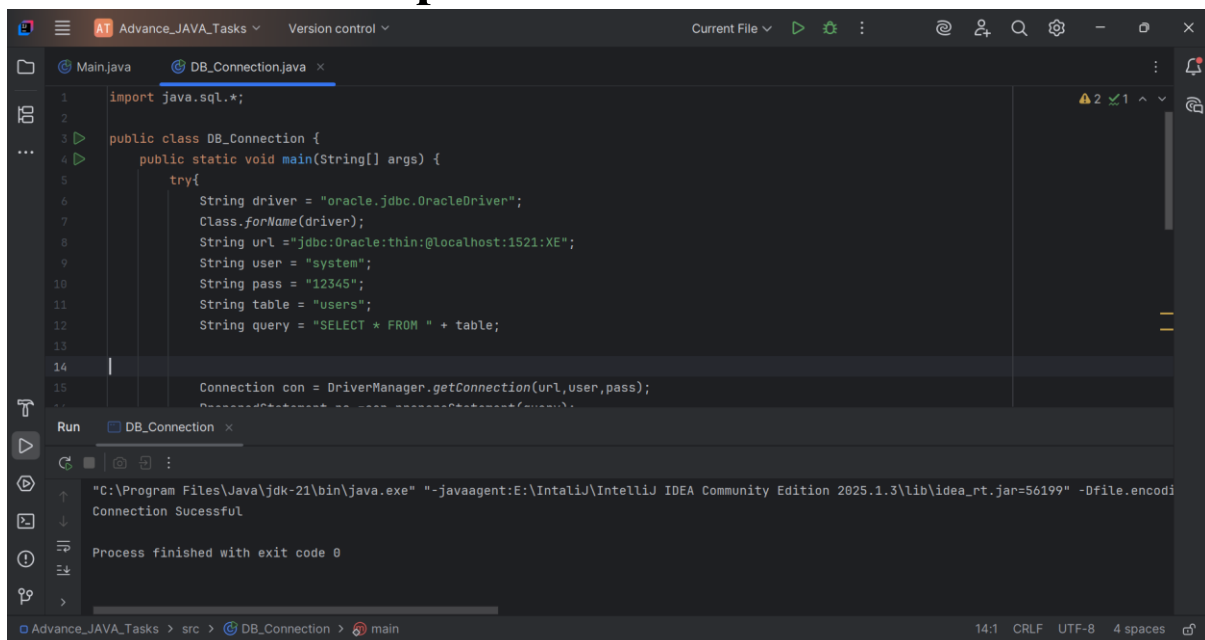 AT Advance_JAVA_Tasks Version control Current File
Main.java DB_Connection.java
1 import java.sql.*; 2 1
2
3 public class DB_Connection {
4 public static void main(String[] args) {
5 try{
6 String driver = "oracle.jdbc.OracleDriver";
7 Class.forName(driver);
8 String url ="jdbc:Oracle:thin:@localhost:1521:XE";
9 String user = "system";
10 String pass = "12345";
11 String table = "users";
12 String query = "SELECT * FROM " + table;
13
14
15 Connection con = DriverManager.getConnection(url,user,pass);
Run DB_Connection
"C:\Program Files\Java\jdk-21\bin\java.exe" "-javaagent:E:\IntaliJ\IntelliJ IDEA Community Edition 2025.1.3\lib\idea_rt.jar=56199" -Dfile.encodi
Connection Sucessful
Process finished with exit code 0
Advance_JAVA_Tasks > src > DB_Connection > main 14:1 CRLF UTF-8 4 spaces